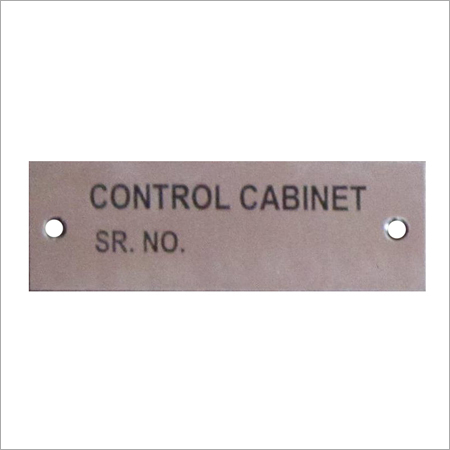 CONTROL CABINET
SR. NO.